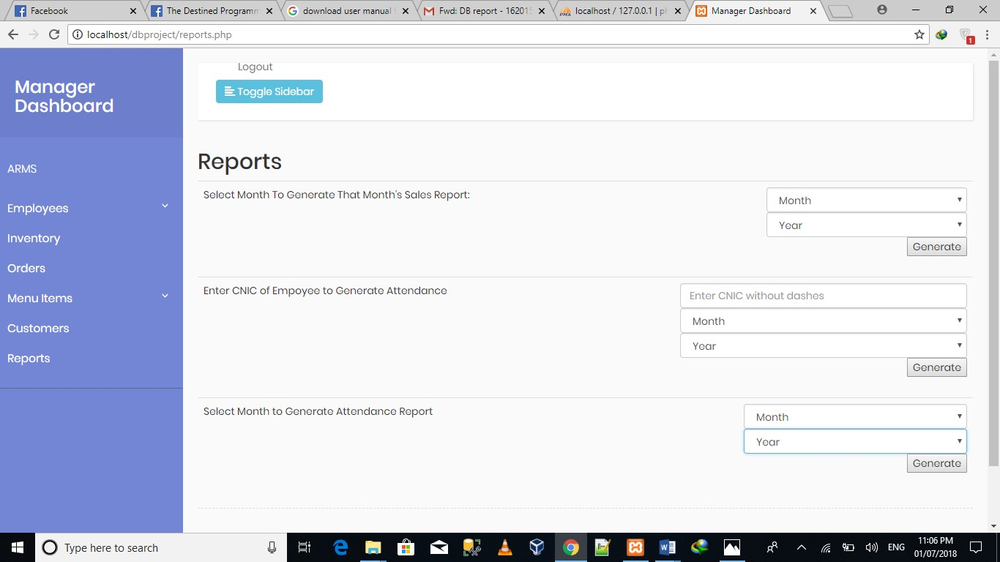 Facebook
The Destined Programm
download user manual
Fwd: DB report - 16201
localhost / 127.0.0.1 | p
Manager Dashboard
localhost/dbproject/reports.php
1
Manager
Dashboard
ARMS
Employees
Inventory
Orders
Menu Items
Customers
Reports
Logout
Toggle Sidebar
Reports
Select Month To Generate That Month's Sales Report:
Month
Year
Generate
Enter CNIC of Empoyee to Generate Attendance
Enter CNIC without dashes
Month
Year
Generate
Select Month to Generate Attendance Report
Month
Year
Generate
Type here to search
ENG
11:06 PM
01/07/2018